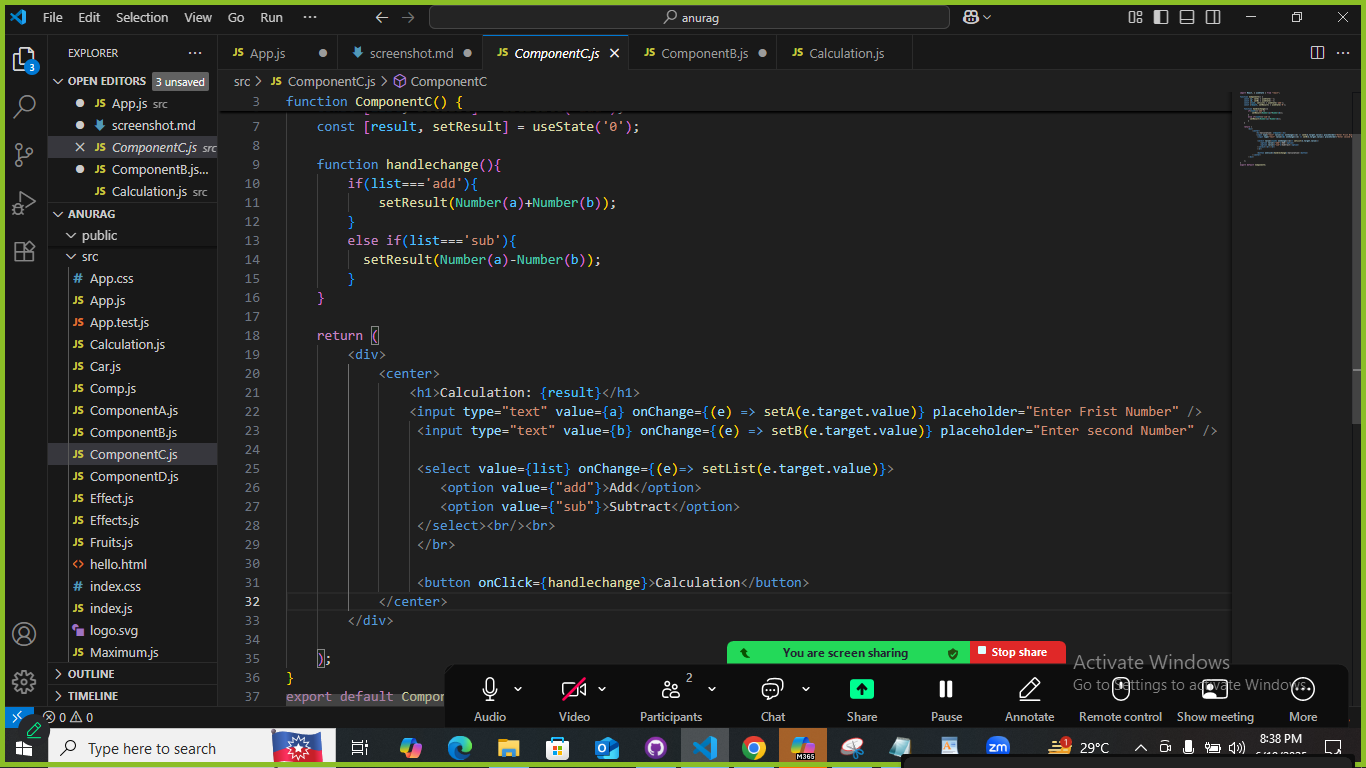 File Edit Selection View Go Run ··· anurag
EXPLORER ···
App.js
screenshot.md
ComponentC.js
ComponentB.js
Calculation.js
OPEN EDITORS 3 unsaved
App.js src
screenshot.md
ComponentC.js src
ComponentB.js...
Calculation.js src
ANURAG
public
src
App.css
App.js
App.test.js
Calculation.js
Car.js
Comp.js
ComponentA.js
ComponentB.js
ComponentC.js
ComponentD.js
Effect.js
Effects.js
Fruits.js
hello.html
index.css
index.js
logo.svg
Maximum.js
OUTLINE
TIMELINE
src > ComponentC.js > ComponentC
3 function ComponentC() {
7 const [result, setResult] = useState('0');
8
9 function handlechange(){
10 if(list==='add'){
11 setResult(Number(a)+Number(b));
12 }
13 else if(list==='sub'){
14 setResult(Number(a)-Number(b));
15 }
16 }
17
18 return (
19 <div>
20 <center>
21 <h1>Calculation: {result}</h1>
22 <input type="text" value={a} onChange={(e) => setA(e.target.value)} placeholder="Enter Frist Number" />
23 <input type="text" value={b} onChange={(e) => setB(e.target.value)} placeholder="Enter second Number" />
24
25 <select value={list} onChange={(e)=> setList(e.target.value)}>
26 <option value={"add"}>Add</option>
27 <option value={"sub"}>Subtract</option>
28 </select><br/><br>
29 </br>
30
31 <button onClick={handlechange}>Calculation</button>
32 </center>
33 </div>
34
35 );
36 }
37 export default Compon
You are screen sharing
Stop share
Activate Windows
Go to Settings to activate Windows.
Audio
Video
2
Participants
Chat
Share
Pause
Annotate
Remote control
Show meeting
More
3
0 0
Type here to search
M365
zm
1
29°C
8:38 PM